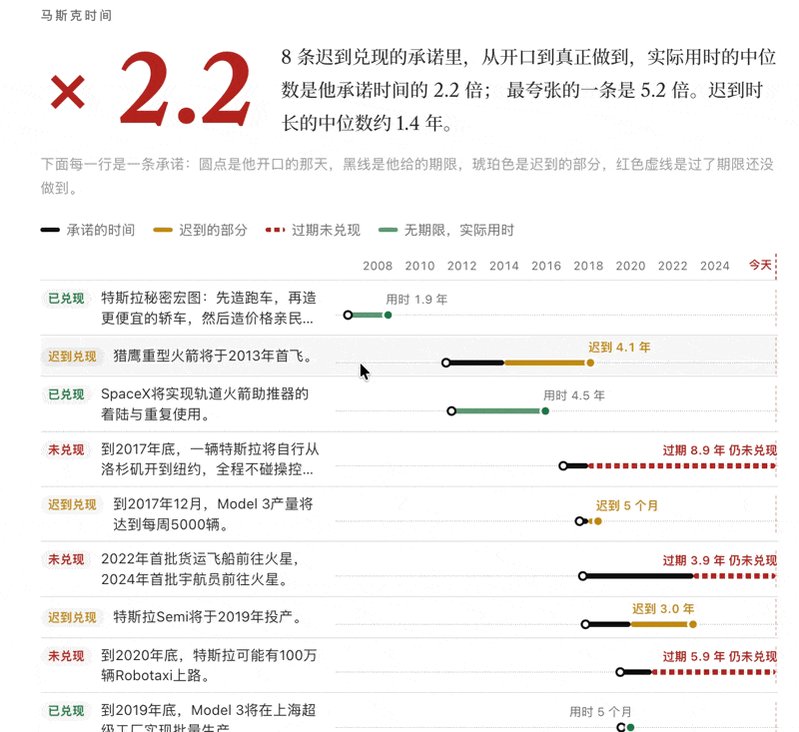 马斯克时间
× 2.2
8 条迟到兑现的承诺里，从开口到真正做到，实际用时的中位
数是他承诺时间的 2.2 倍；最夸张的一条是 5.2 倍。迟到时
长的中位数约 1.4 年。
下面每一行是一条承诺：圆点是他开口的那天，黑线是他给的期限，琥珀色是迟到的部分，红色虚线是过了期限还没
做到。
承诺的时间 迟到的部分 过期未兑现 无期限，实际用时
2008 2010 2012 2014 2016 2018 2020 2022 2024 今天
已兑现 特斯拉秘密宏图：先造跑车，再造 用时 1.9 年
更便宜的轿车，然后造价格亲民...
迟到兑现 猎鹰重型火箭将于2013年首飞。 迟到 4.1 年
已兑现 SpaceX将实现轨道火箭助推器的 用时 4.5 年
着陆与重复使用。
未兑现 到2017年底，一辆特斯拉将自行从 过期 8.9 年 仍未兑现
洛杉矶开到纽约，全程不碰操控...
迟到兑现 到2017年12月，Model 3产量将 迟到 5 个月
达到每周5000辆。
未兑现 2022年首批货运飞船前往火星， 过期 3.9 年 仍未兑现
2024年首批宇航员前往火星。
迟到兑现 特斯拉Semi将于2019年投产。 迟到 3.0 年
未兑现 到2020年底，特斯拉可能有100万 过期 5.9 年 仍未兑现
辆Robotaxi上路。
已兑现 到2019年底，Model 3将在上海超 用时 5 个月
级工厂实现批量生产